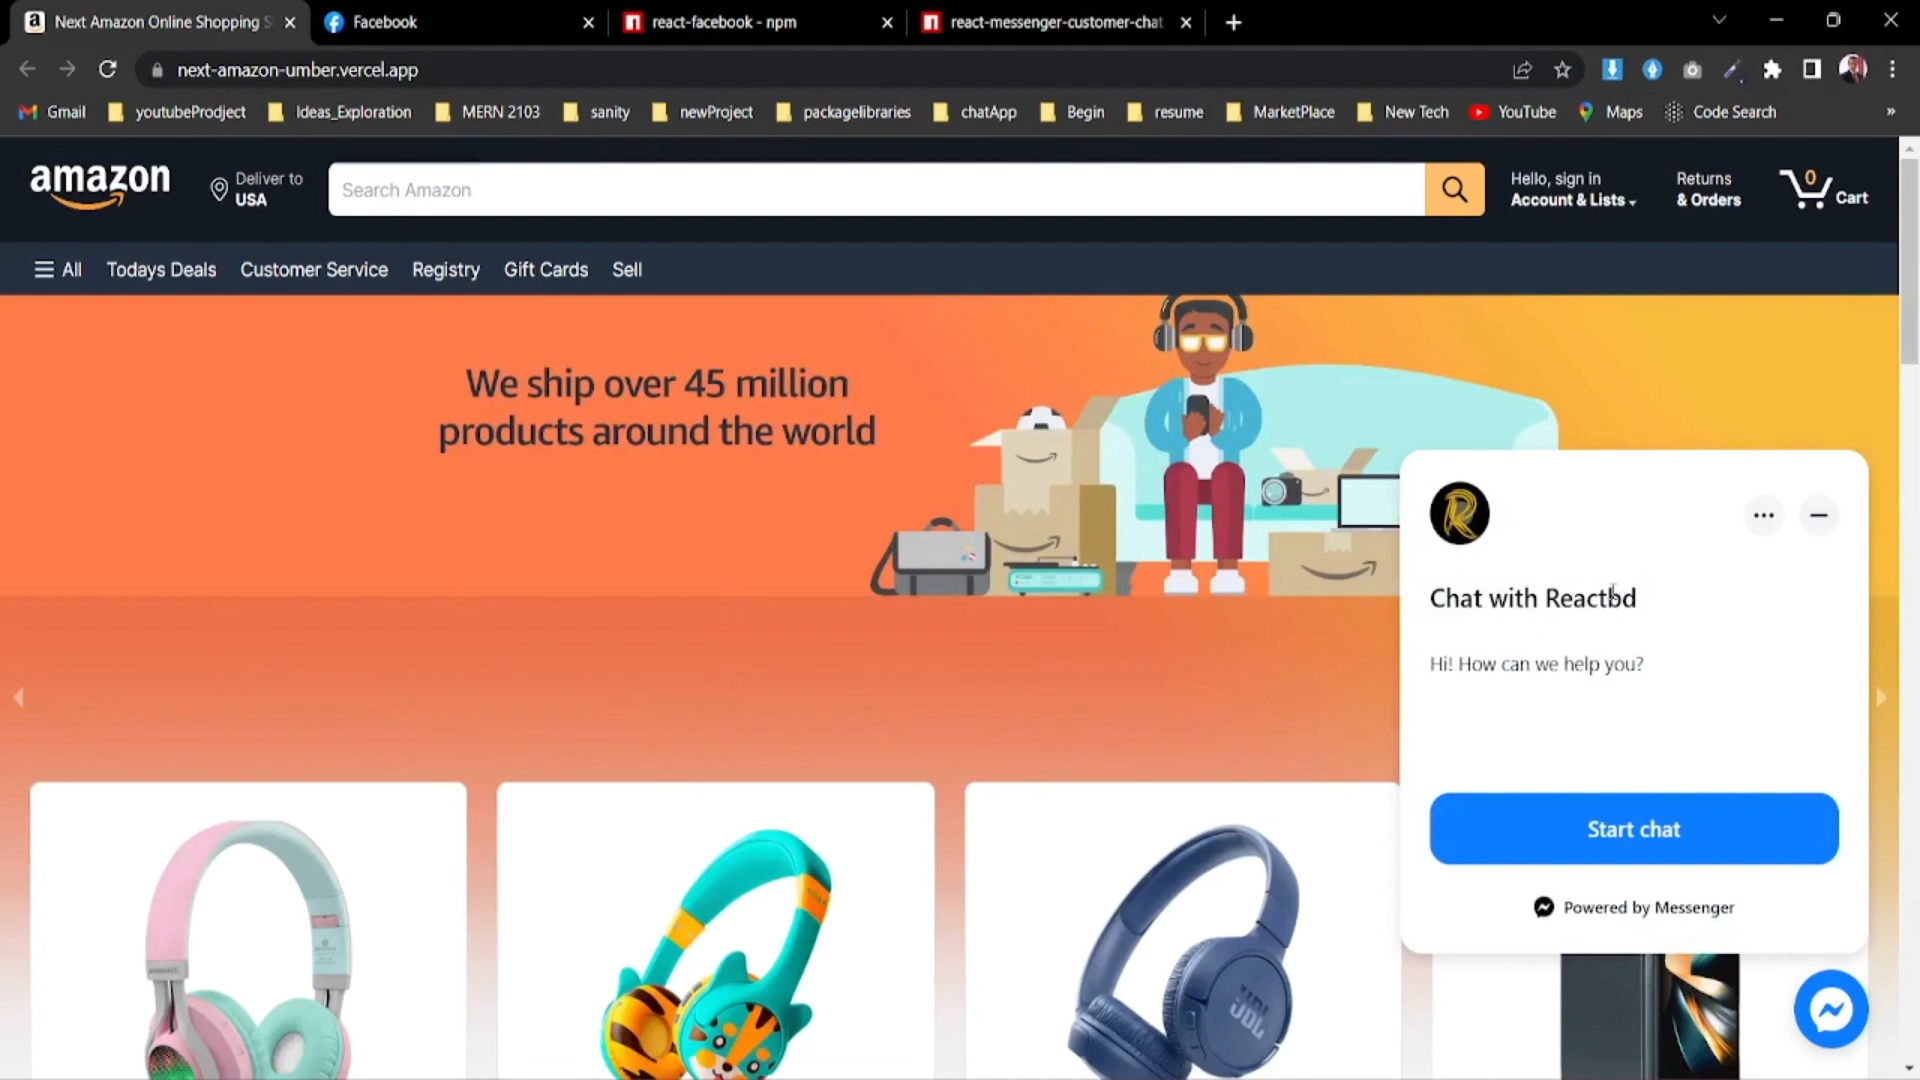 Next Amazon Online Shopping S
Facebook
react-facebook - npm
react-messenger-customer-chat
next-amazon-umber.vercel.app
Gmail
youtubeProdject
Ideas_Exploration
MERN 2103
sanity
newProject
packagelibraries
chatApp
Begin
resume
MarketPlace
New Tech
YouTube
Maps
Code Search
»
amazon
Deliver to
USA
Search Amazon
Hello, sign in
Account & Lists
Returns
& Orders
0
Cart
All
Todays Deals
Customer Service
Registry
Gift Cards
Sell
We ship over 45 million
products around the world
R
Chat with Reactbd
Hi! How can we help you?
Start chat
Powered by Messenger
JBL